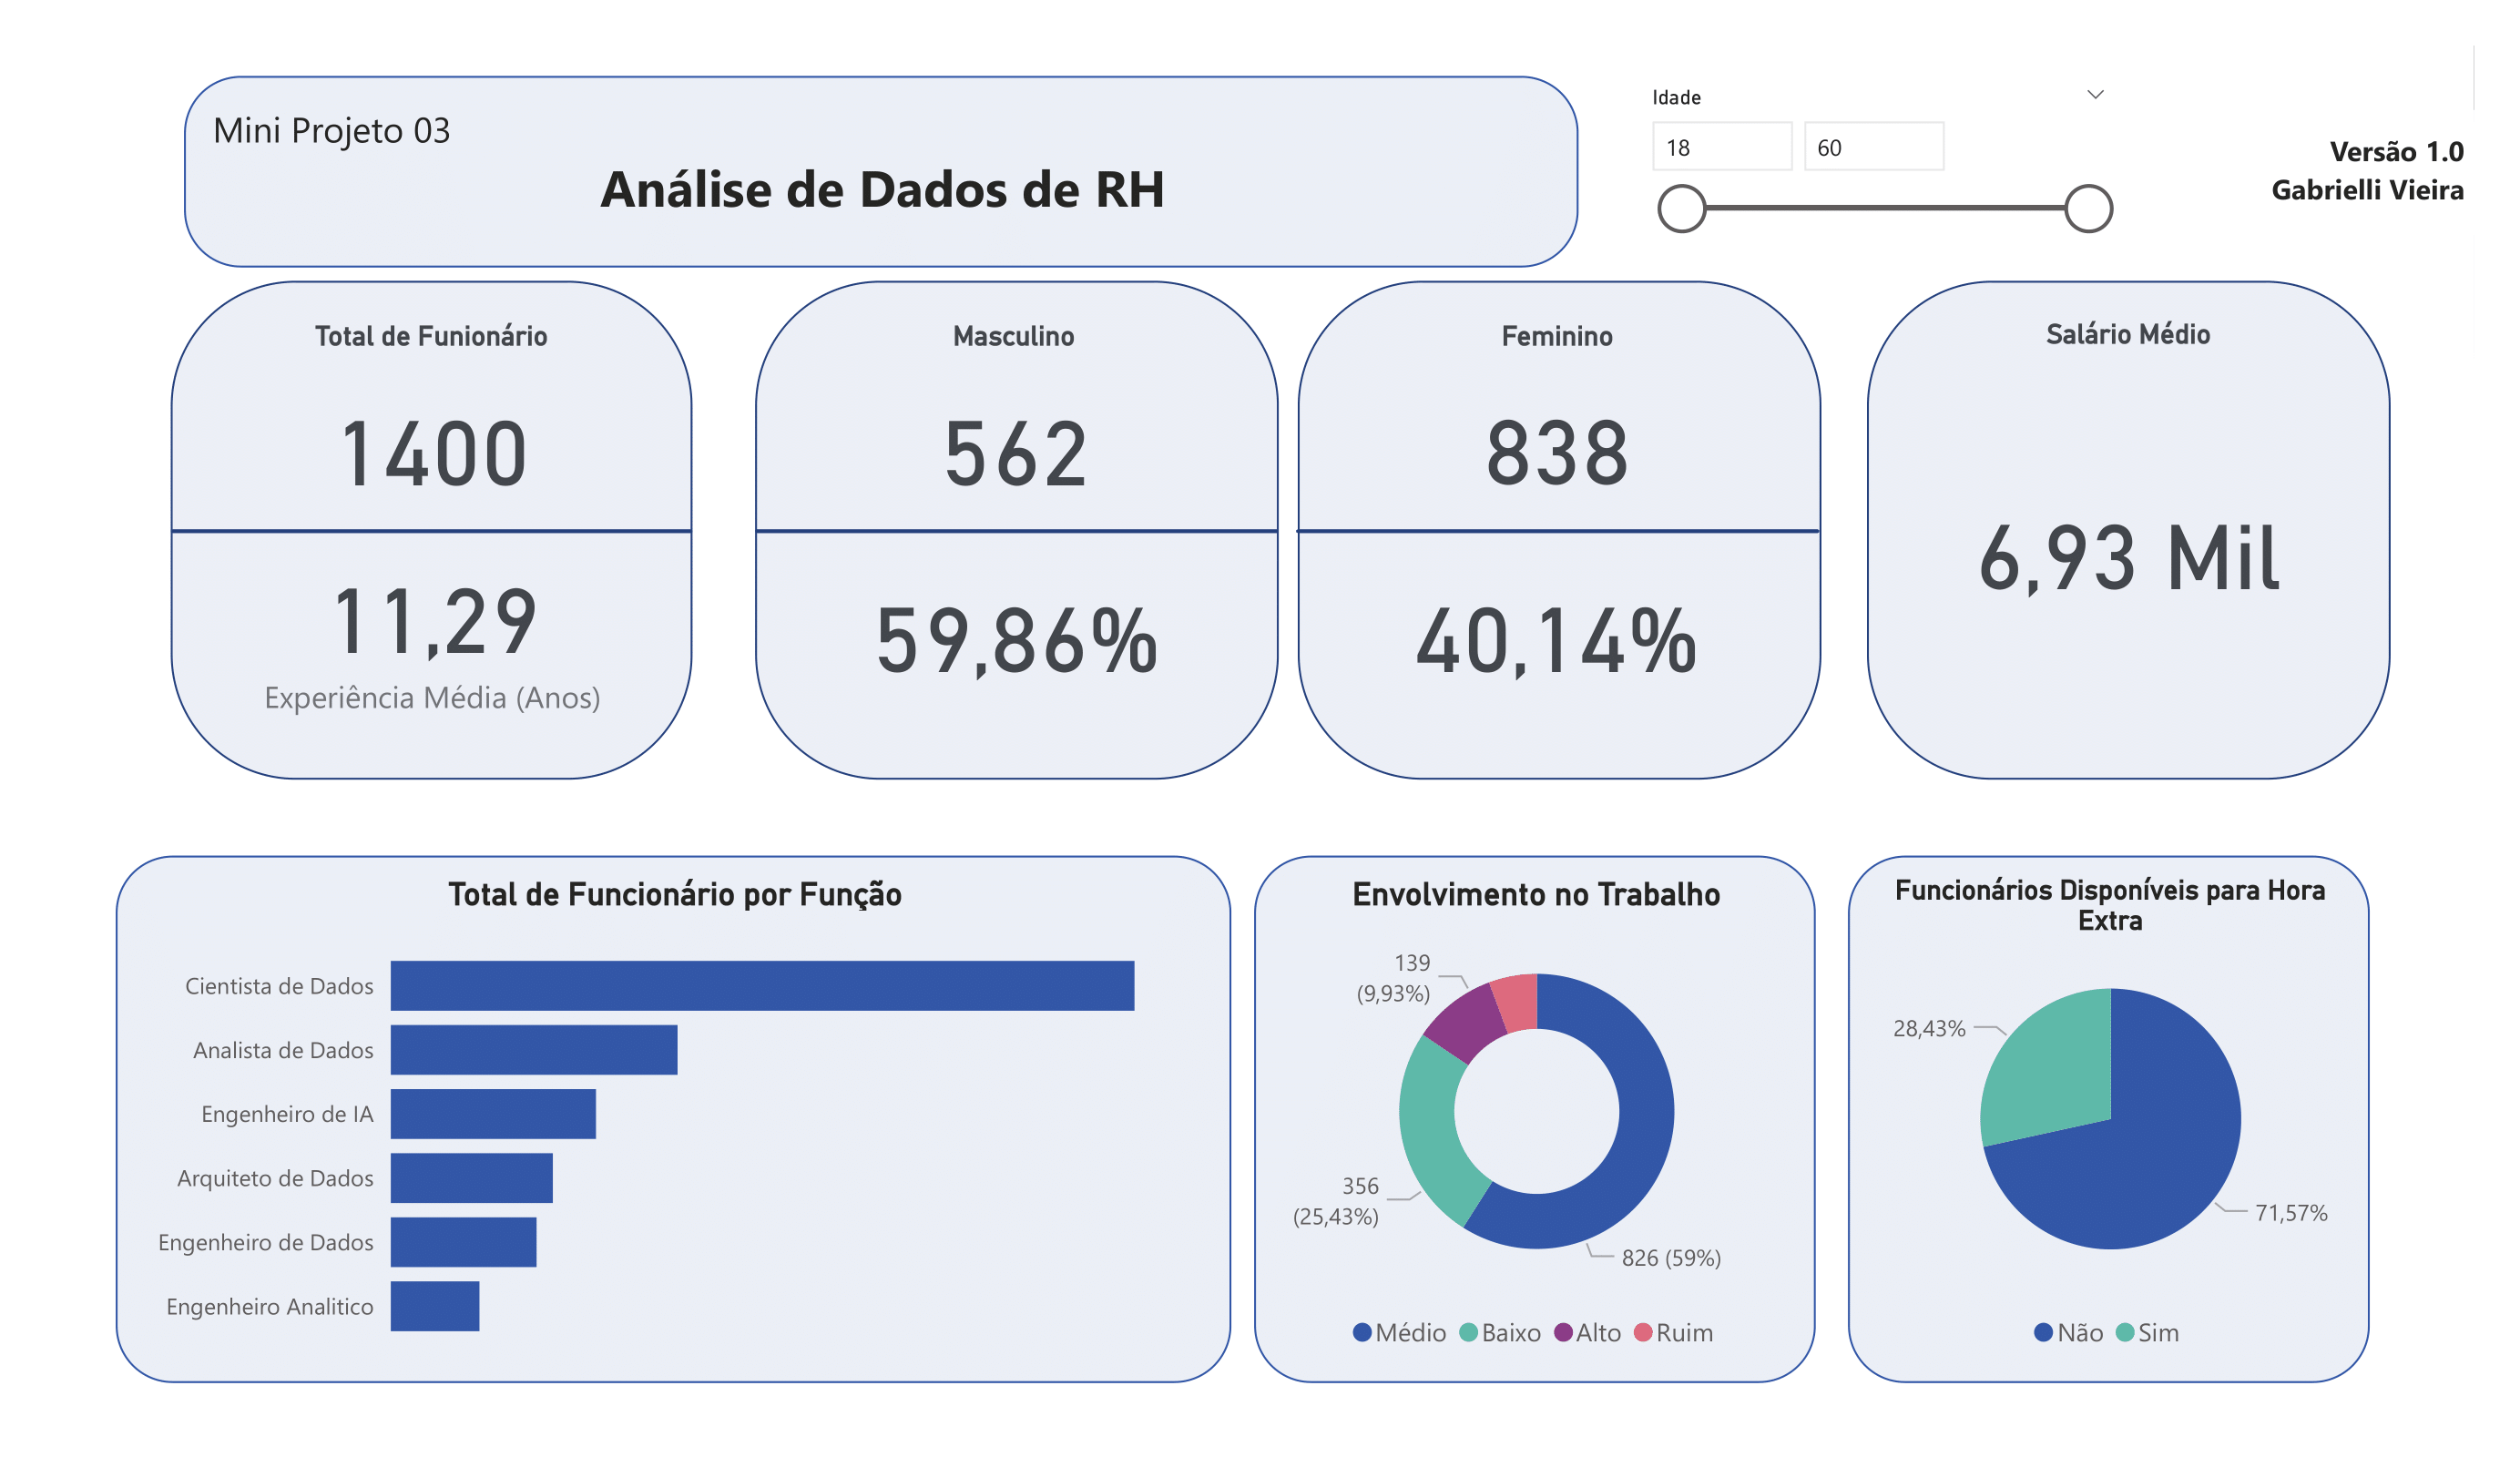 Mini Projeto 03
Análise de Dados de RH
Idade
18
60
Versão 1.0
Gabrielli Vieira
Total de Funionário
1400
11,29
Experiência Média (Anos)
Masculino
562
59,86%
Feminino
838
40,14%
Salário Médio
6,93 Mil
Total de Funcionário por Função
Cientista de Dados
Analista de Dados
Engenheiro de IA
Arquiteto de Dados
Engenheiro de Dados
Engenheiro Analitico
Envolvimento no Trabalho
139
(9,93%)
356
(25,43%)
826 (59%)
Médio Baixo Alto Ruim
Funcionários Disponíveis para Hora
Extra
28,43%
71,57%
Não Sim